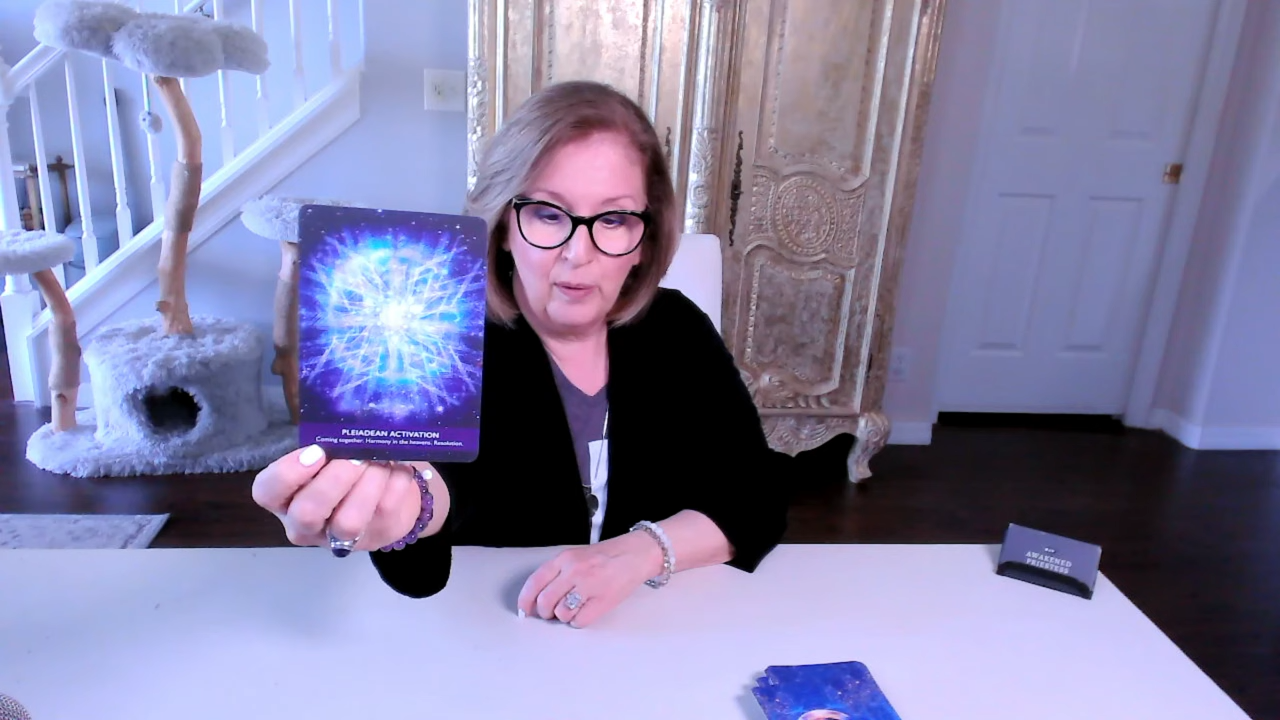 PLEIADEAN ACTIVATION
Coming together. Harmony in the heavens. Resolution.
AWAKENED
PRIESTESS